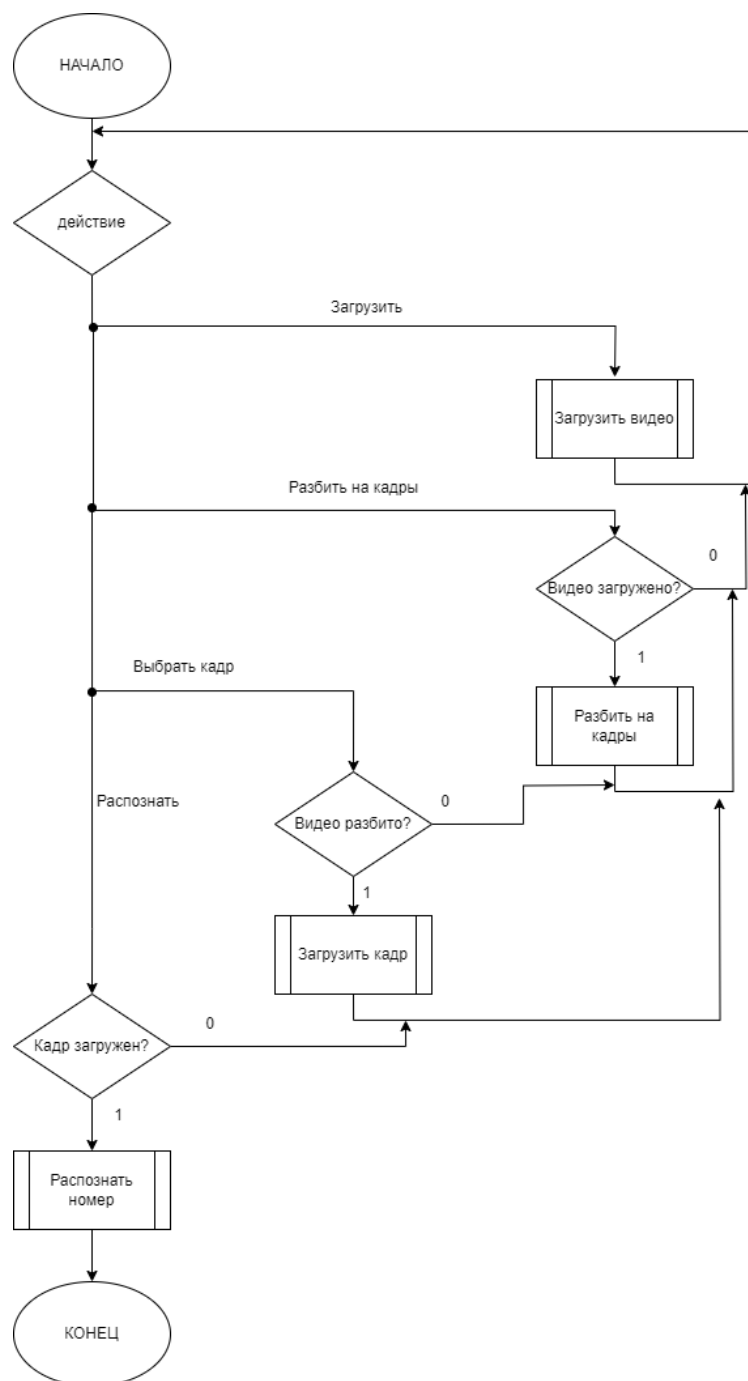 НАЧАЛО
действие
Загрузить
Загрузить видео
Разбить на кадры
0
Видео загружено?
1
Выбрать кадр
Разбить на
кадры
Распознать
0
Видео разбито?
1
Загрузить кадр
0
Кадр загружен?
1
Распознать
номер
КОНЕЦ